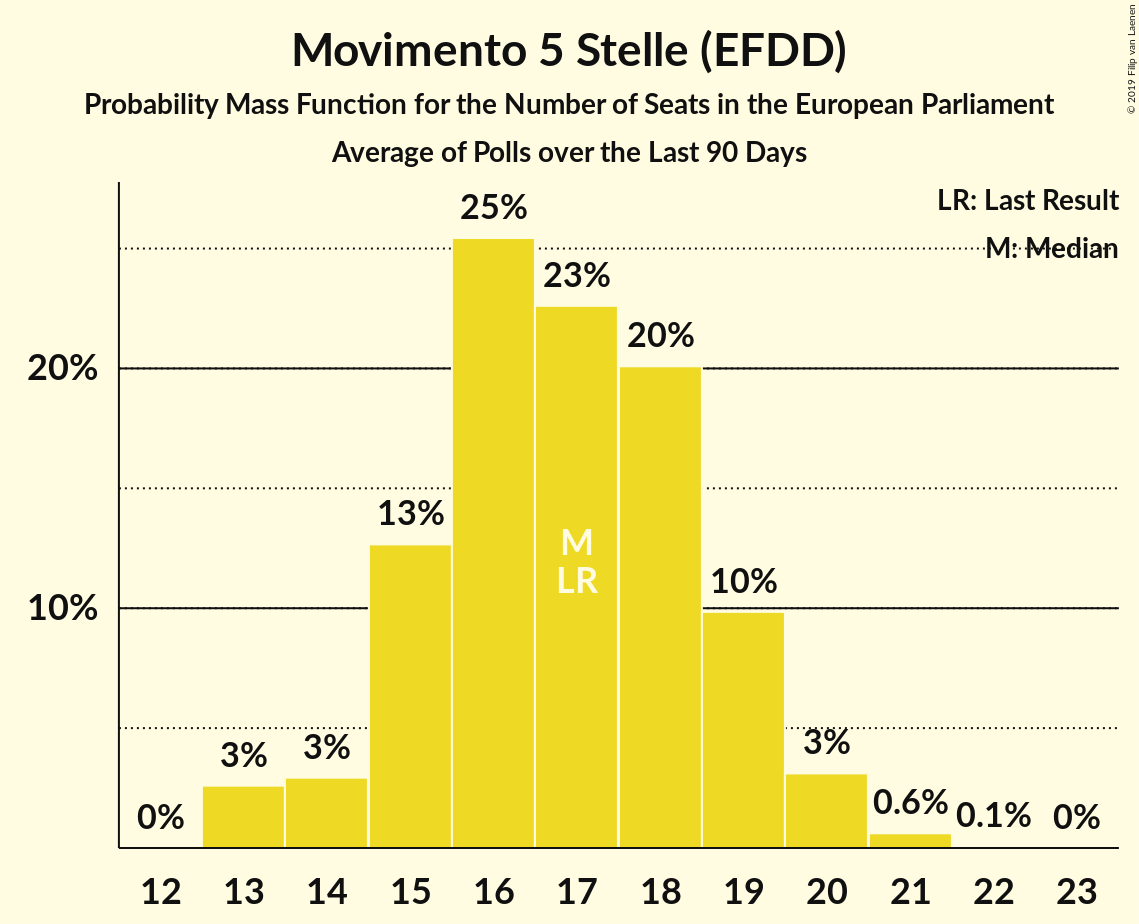 Movimento 5 Stelle (EFDD)
Probability Mass Function for the Number of Seats in the European Parliament
Average of Polls over the Last 90 Days
© 2019 Filip van Laenen
LR: Last Result
M: Median
25%
23%
20%
20%
13%
M
LR
10%
10%
3%
3%
3%
0%
0.6%
0.1%
0%
12 13 14 15 16 17 18 19 20 21 22 23